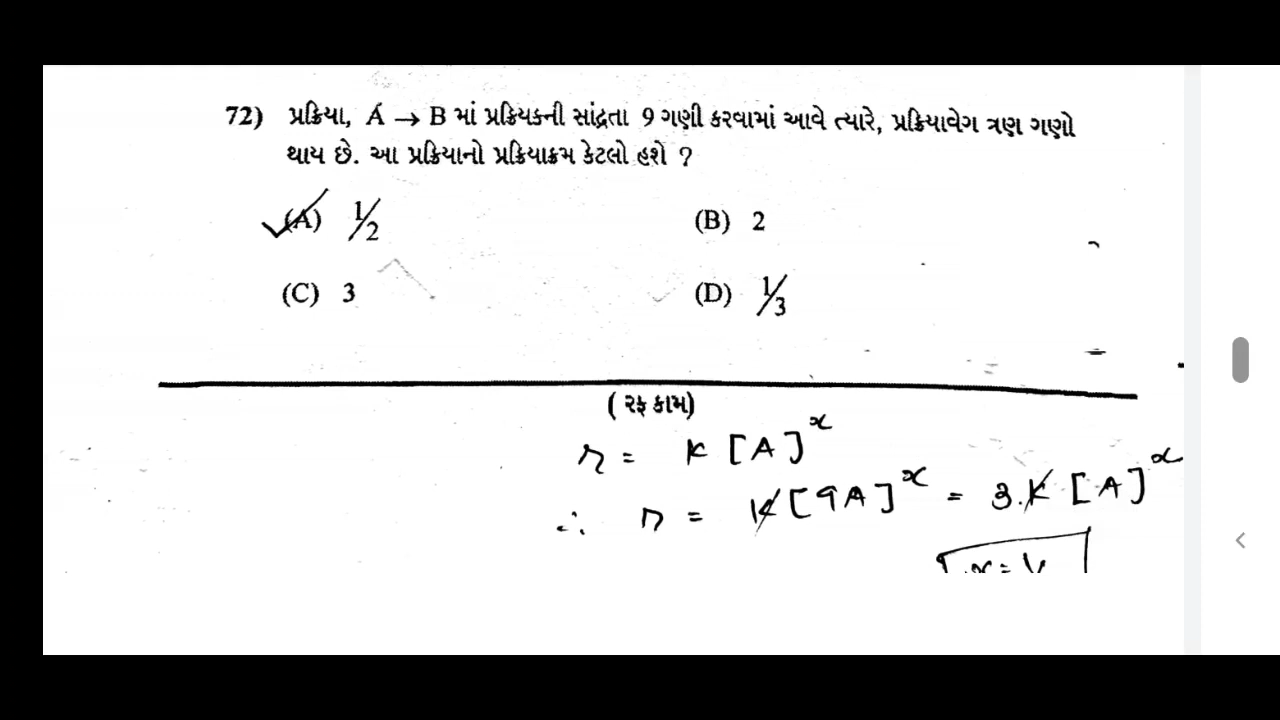 72) પ્રક્રિયા, A → B માં પ્રક્રિયકની સાંદ્રતા 9 ગણી કરવામાં આવે ત્યારે, પ્રક્રિયાવેગ ત્રણ ગણો
થાય છે. આ પ્રક્રિયાનો પ્રક્રિયાક્રમ કેટલો હશે ?
(A) 1/2 (B) 2
(C) 3 (D) 1/3
( રફ કામ)
r = K [A]^x
∴ r = K [9A]^x = 3.K [A]^x
x =